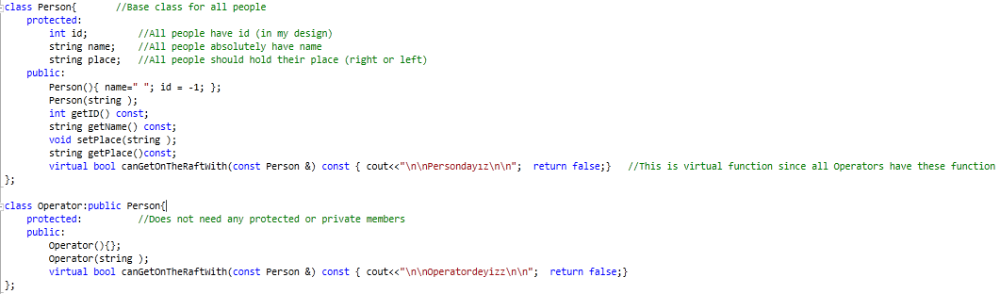 class Person{ //Base class for all people
protected:
int id; //All people have id (in my design)
string name; //All people absolutely have name
string place; //All people should hold their place (right or left)
public:
Person(){ name=" "; id = -1; };
Person(string );
int getID() const;
string getName() const;
void setPlace(string );
string getPlace()const;
virtual bool canGetOnTheRaftWith(const Person &) const { cout<<"\n\nPersondayız\n\n"; return false;} //This is virtual function since all Operators have these function
};
class Operator:public Person{
protected: //Does not need any protected or private members
public:
Operator(){};
Operator(string );
virtual bool canGetOnTheRaftWith(const Person &) const { cout<<"\n\nOperatordeyizz\n\n"; return false;}
};